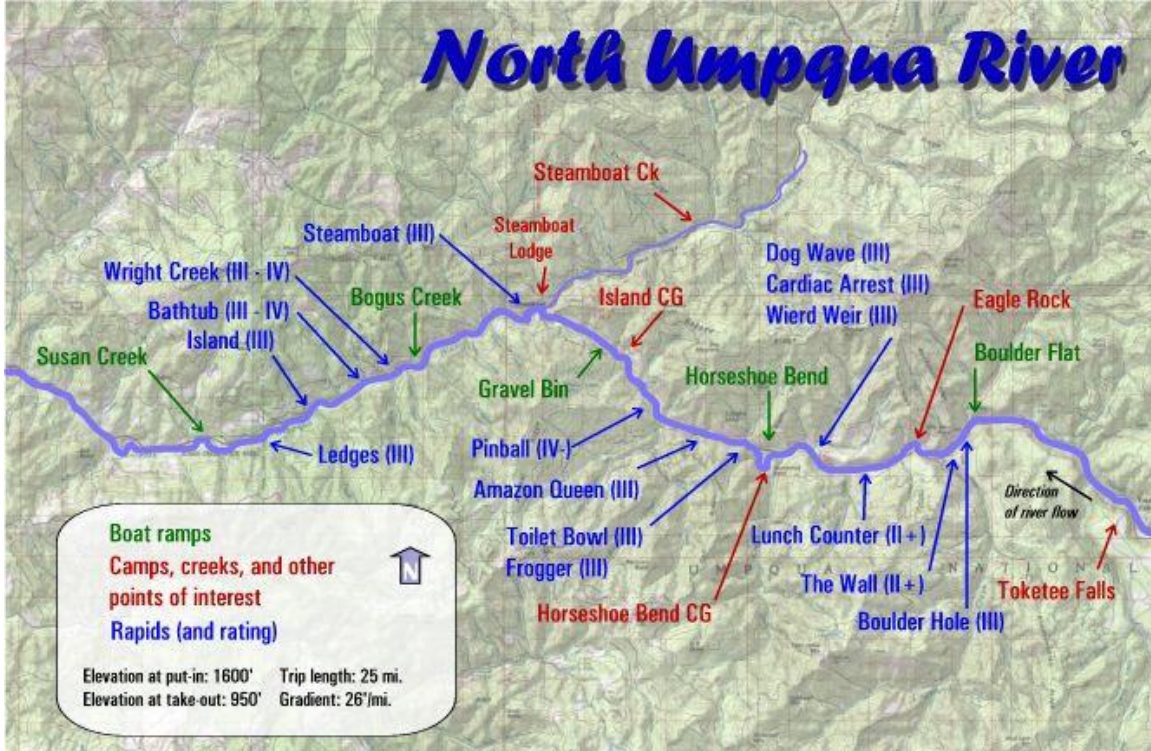 North Umpqua River
Steamboat Ck
Steamboat (III)
Steamboat
Lodge
Wright Creek (III - IV)
Bathtub (III - IV)
Island (III)
Bogus Creek
Susan Creek
Island CG
Dog Wave (III)
Cardiac Arrest (III)
Wierd Weir (III)
Eagle Rock
Boulder Flat
Horseshoe Bend
Gravel Bin
Ledges (III)
Pinball (IV-)
Amazon Queen (III)
Toilet Bowl (III)
Frogger (III)
Horseshoe Bend CG
Lunch Counter (II+)
The Wall (II+)
Boulder Hole (III)
Direction
of river flow
Toketee Falls
UMPQUA NATIONAL
Boat ramps
Camps, creeks, and other
points of interest
N
Rapids (and rating)
Elevation at put-in: 1600' Trip length: 25 mi.
Elevation at take-out: 950' Gradient: 26'/mi.